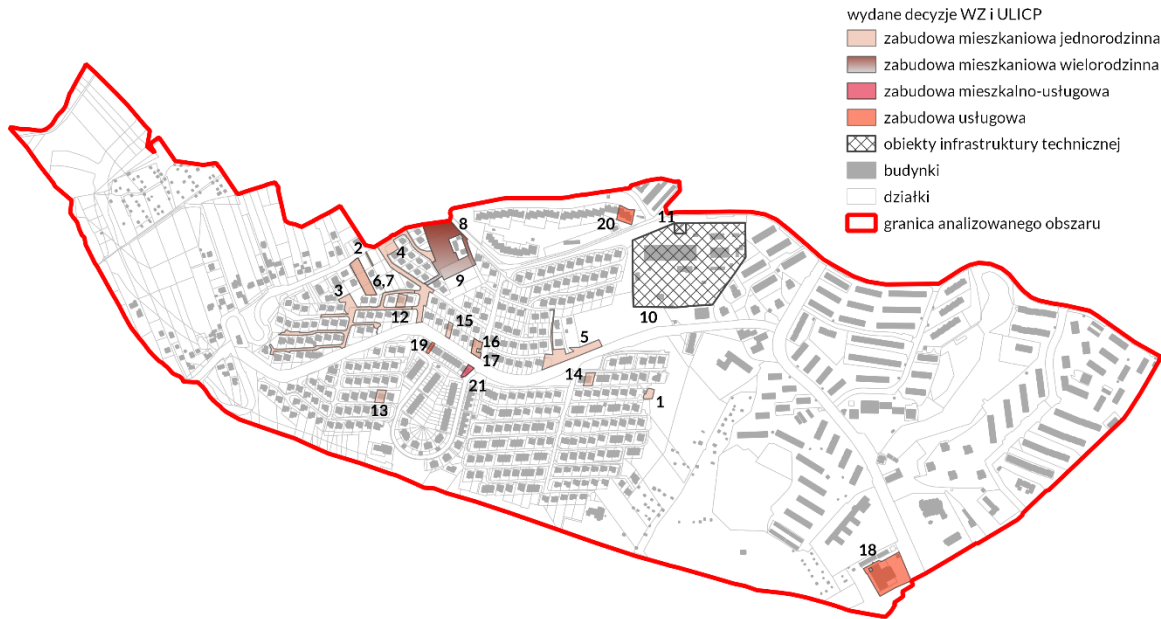 wydane decyzje WZ i ULICP
zabudowa mieszkaniowa jednorodzinna
zabudowa mieszkaniowa wielorodzinna
zabudowa mieszkalno-usługowa
zabudowa usługowa
obiekty infrastruktury technicznej
budynki
działki
granica analizowanego obszaru
11
20
8
2
4
6,7
9
3
12
10
15
5
16
19
17
14
21
1
13
18